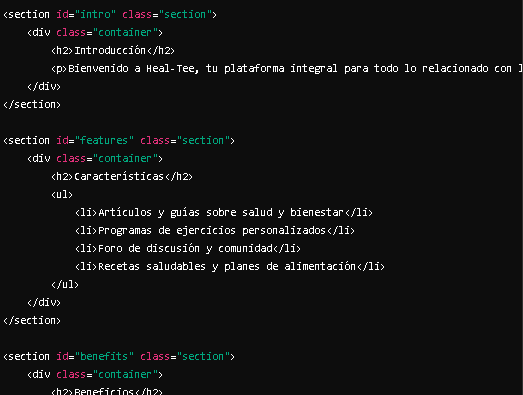 <section id="intro" class="section">
<div class="container">
<h2>Introducción</h2>
<p>Bienvenido a Heal-Tee, tu plataforma integral para todo lo relacionado con
</div>
</section>
<section id="features" class="section">
<div class="container">
<h2>Características</h2>
<ul>
<li>Artículos y guías sobre salud y bienestar</li>
<li>Programas de ejercicios personalizados</li>
<li>Foro de discusión y comunidad</li>
<li>Recetas saludables y planes de alimentación</li>
</ul>
</div>
</section>
<section id="benefits" class="section">
<div class="container">
<h2>Beneficios</h2>